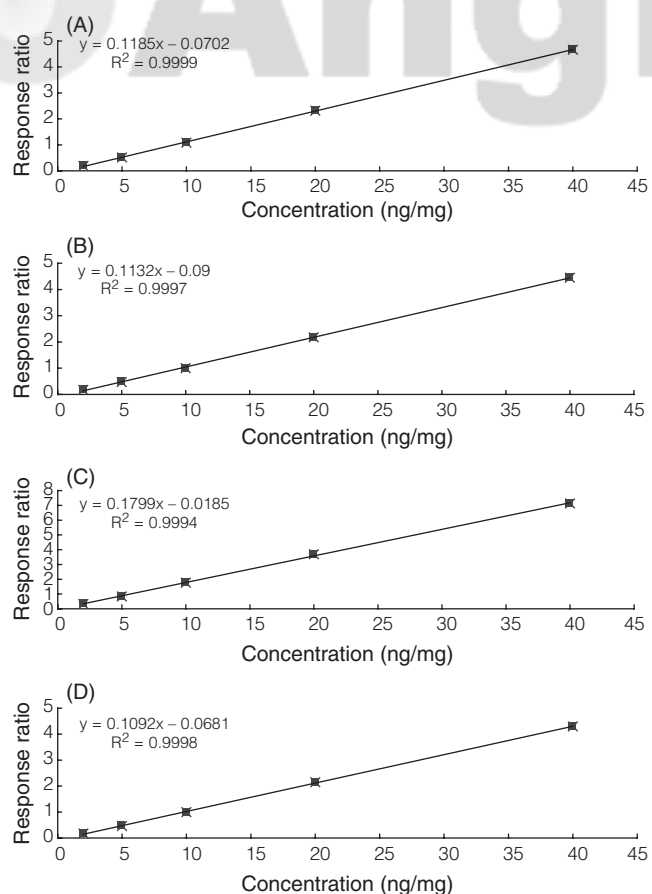 Angl
(A)
y = 0.1185x – 0.0702
R² = 0.9999
Response ratio
5
4
3
2
1
0
0 5 10 15 20 25 30 35 40 45
Concentration (ng/mg)
(B)
y = 0.1132x – 0.09
R² = 0.9997
Response ratio
5
4
3
2
1
0
0 5 10 15 20 25 30 35 40 45
Concentration (ng/mg)
(C)
y = 0.1799x – 0.0185
R² = 0.9994
Response ratio
8
7
6
5
4
3
2
1
0
0 5 10 15 20 25 30 35 40 45
Concentration (ng/mg)
(D)
y = 0.1092x – 0.0681
R² = 0.9998
Response ratio
5
4
3
2
1
0
0 5 10 15 20 25 30 35 40 45
Concentration (ng/mg)